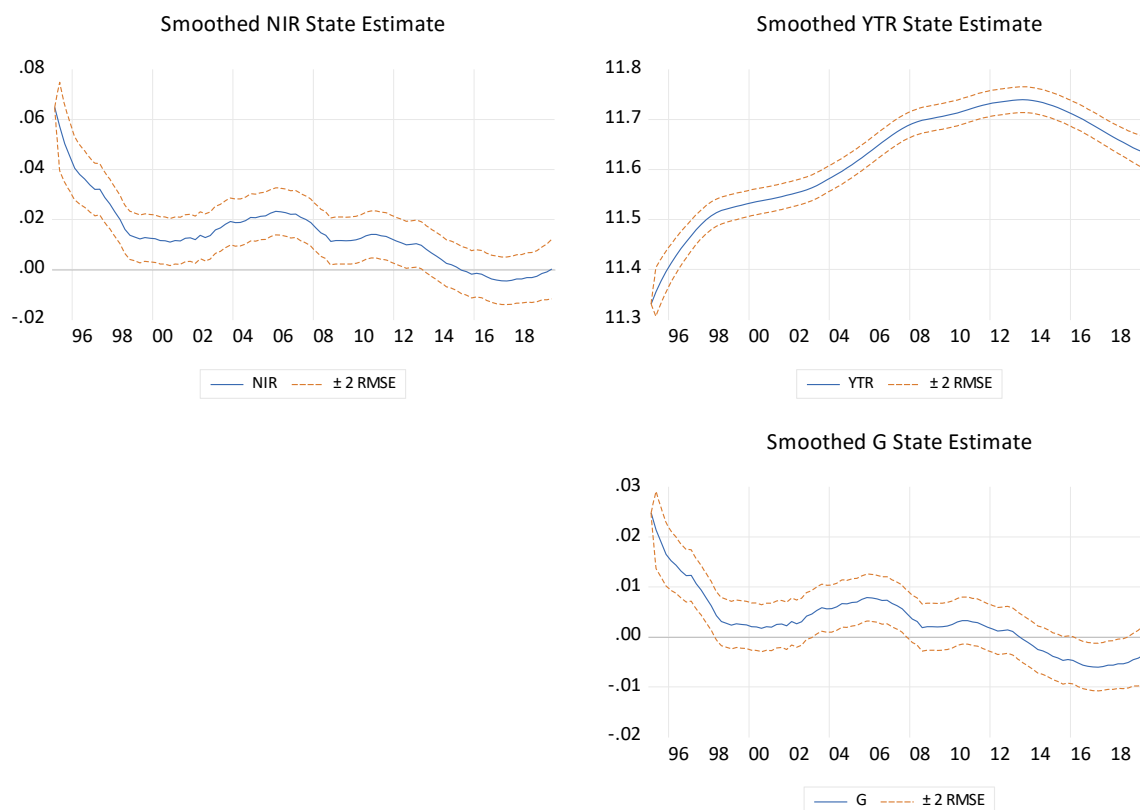 Smoothed NIR State Estimate
.08
.06
.04
.02
.00
-.02
96 98 00 02 04 06 08 10 12 14 16 18
NIR ± 2 RMSE
Smoothed YTR State Estimate
11.8
11.7
11.6
11.5
11.4
11.3
96 98 00 02 04 06 08 10 12 14 16 18
YTR ± 2 RMSE
Smoothed G State Estimate
.03
.02
.01
.00
-.01
-.02
96 98 00 02 04 06 08 10 12 14 16 18
G ± 2 RMSE